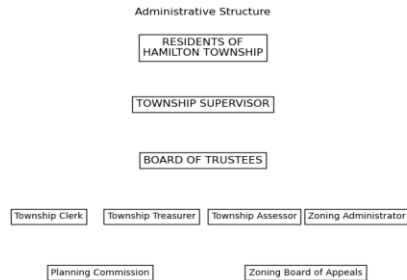 Administrative Structure
RESIDENTS OF
HAMILTON TOWNSHIP
TOWNSHIP SUPERVISOR
BOARD OF TRUSTEES
Township Clerk
Township Treasurer
Township Assessor
Zoning Administrator
Planning Commission
Zoning Board of Appeals